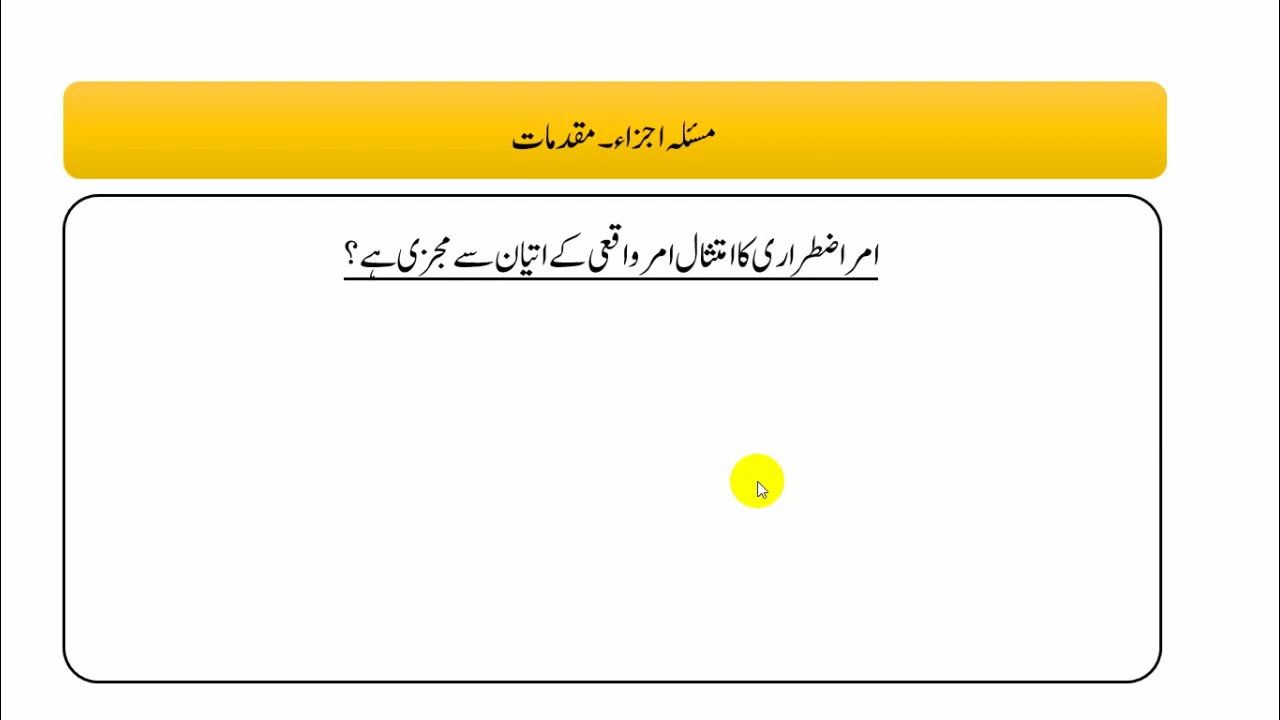 مسئلہ اجزاء۔ مقدمات
امر اضطراری کا امتثال امر واقعی کے اتیان سے مجزی ہے؟